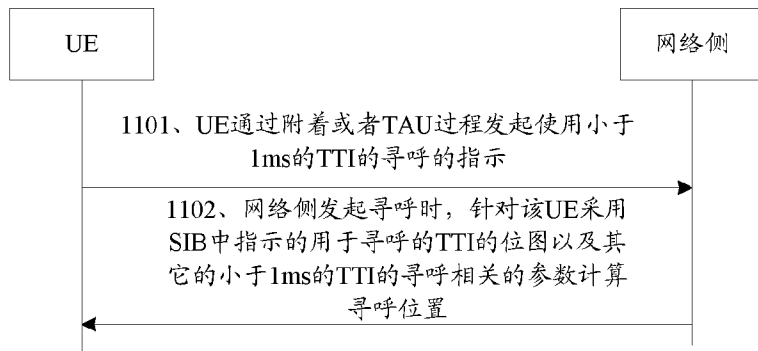 UE
网络侧
1101、UE通过附着或者TAU过程发起使用小于
1ms的TTI的寻呼的指示
1102、网络侧发起寻呼时，针对该UE采用
SIB中指示的用于寻呼的TTI的位图以及其
它的小于1ms的TTI的寻呼相关的参数计算
寻呼位置